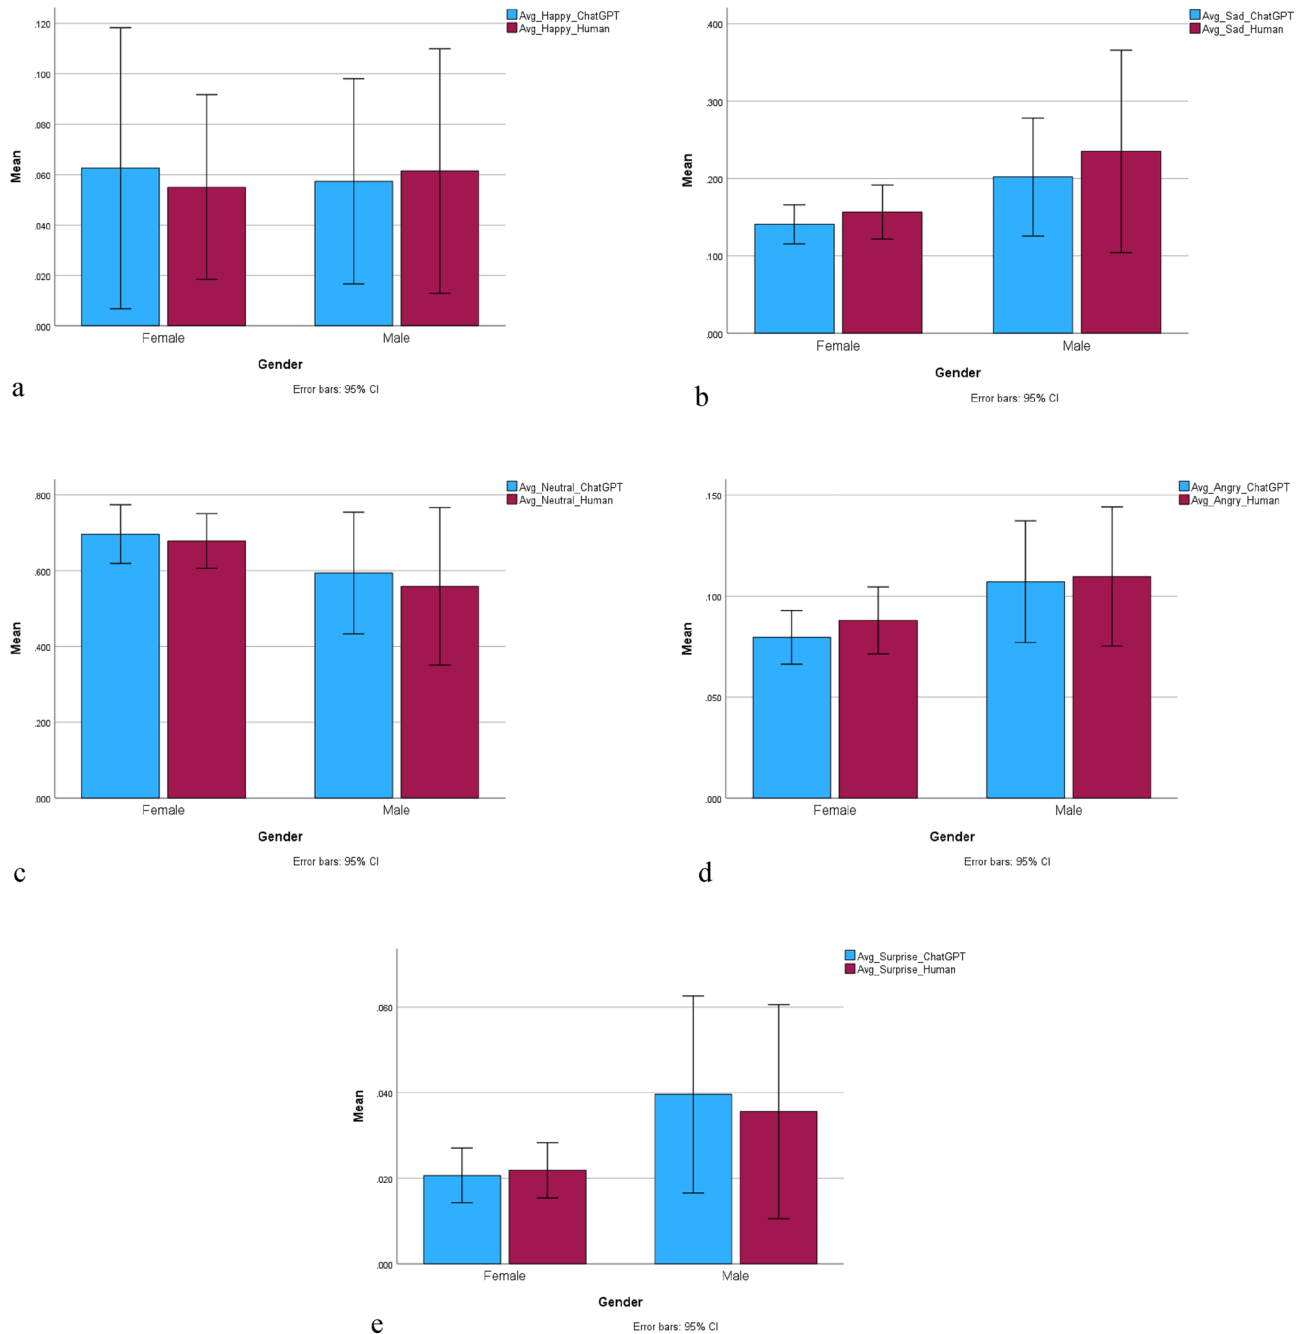 Avg_Happy_ChatGPT
Avg_Happy_Human
.120
.100
.080
.060
.040
.020
.000
Mean
Female Male
Gender
Error bars: 95% CI
a
Avg_Sad_ChatGPT
Avg_Sad_Human
.400
.300
.200
.100
.000
Mean
Female Male
Gender
Error bars: 95% CI
b
Avg_Neutral_ChatGPT
Avg_Neutral_Human
.800
.600
.400
.200
.000
Mean
Female Male
Gender
Error bars: 95% CI
c
Avg_Angry_ChatGPT
Avg_Angry_Human
.150
.100
.050
.000
Mean
Female Male
Gender
Error bars: 95% CI
d
Avg_Surprise_ChatGPT
Avg_Surprise_Human
.060
.040
.020
.000
Mean
Female Male
Gender
Error bars: 95% CI
e